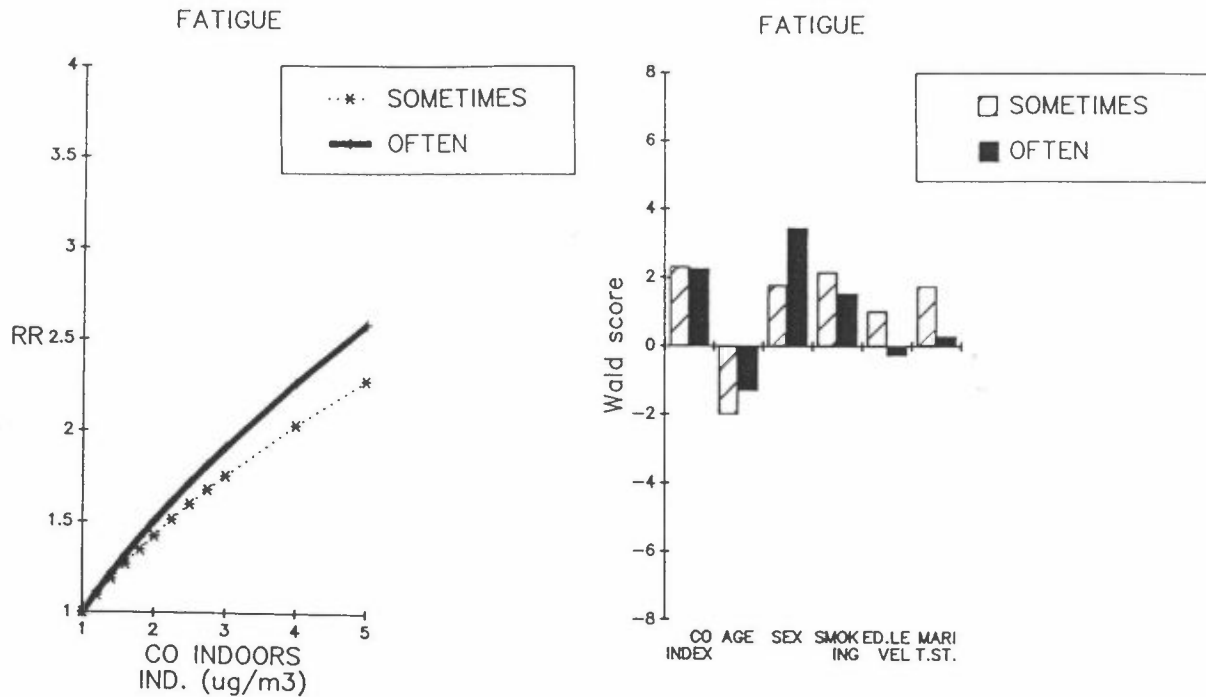 FATIGUE
4
3.5
3
RR 2.5
2
1.5
1
SOMETIMES
OFTEN
1 2 3 4 5
CO INDOORS
IND. (ug/m3)
FATIGUE
8
6
4
2
0
-2
-4
-6
-8
Wald score
SOMETIMES
OFTEN
CO AGE SEX SMOK ED.LE MARI
INDEX ING VEL T.ST.